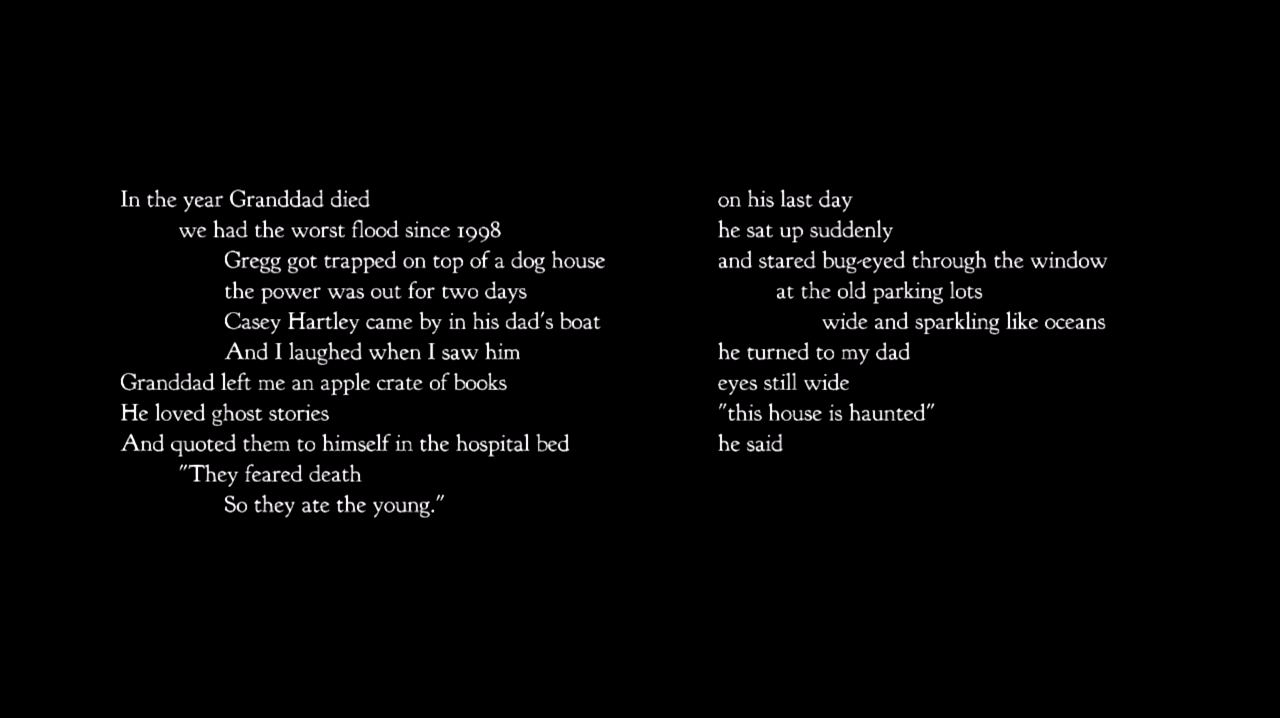 In the year Granddad died
we had the worst flood since 1998
Gregg got trapped on top of a dog house
the power was out for two days
Casey Hartley came by in his dad's boat
And I laughed when I saw him
Granddad left me an apple crate of books
He loved ghost stories
And quoted them to himself in the hospital bed
"They feared death
So they ate the young."
on his last day
he sat up suddenly
and stared bug-eyed through the window
at the old parking lots
wide and sparkling like oceans
he turned to my dad
eyes still wide
"this house is haunted"
he said